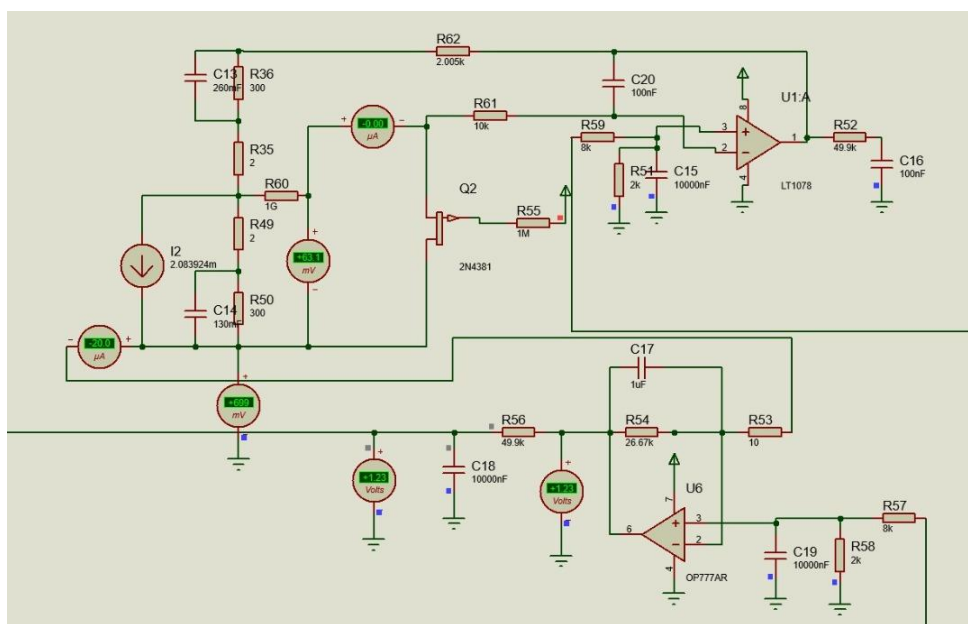 R62
2.005k
C13
260mF
R36
300
C20
100nF
-0.00
µA
R61
10k
R59
8k
U1:A
8
3
1
2
4
LT1078
R52
49.9k
C16
100nF
R35
2
R60
1G
Q2
R51
2k
C15
10000nF
R49
2
+63.1
mV
R55
1M
2N4381
I2
2.083924m
C14
130mF
R50
300
-20.0
µA
C17
1uF
+699
mV
R56
49.9k
R54
26.67k
R53
10
C18
10000nF
+1.23
Volts
+1.23
Volts
U6
7
6
3
2
4
OP777AR
R57
8k
C19
10000nF
R58
2k